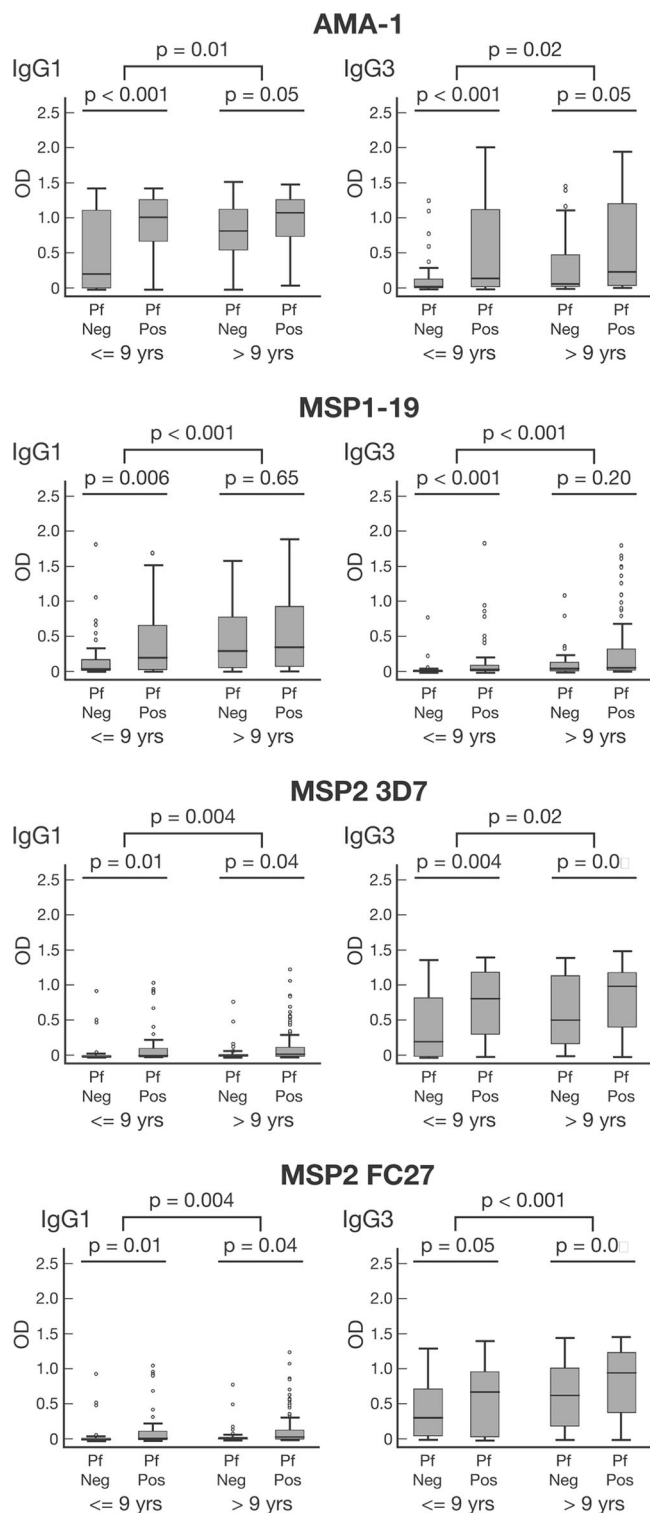 AMA-1
IgG1 p = 0.01 IgG3 p = 0.02
p < 0.001 p = 0.05 p <0.001 p = 0.05
2.5 2.5
2.0 2.0
1.5 1.5
OD OD
1.0 1.0
0.5 0.5
0 0
Pf Pf Pf Pf Pf Pf Pf Pf
Neg Pos Neg Pos Neg Pos Neg Pos
<= 9 yrs > 9 yrs <= 9 yrs > 9 yrs
MSP1-19
IgG1 p < 0.001 IgG3 p < 0.001
p = 0.006 p = 0.65 p <0.001 p = 0.20
2.5 2.5
2.0 2.0
1.5 1.5
OD OD
1.0 1.0
0.5 0.5
0 0
Pf Pf Pf Pf Pf Pf Pf Pf
Neg Pos Neg Pos Neg Pos Neg Pos
<= 9 yrs > 9 yrs <= 9 yrs > 9 yrs
MSP2 3D7
IgG1 p = 0.004 IgG3 p = 0.02
p = 0.01 p = 0.04 p = 0.004 p = 0.0
2.5 2.5
2.0 2.0
1.5 1.5
OD OD
1.0 1.0
0.5 0.5
0 0
Pf Pf Pf Pf Pf Pf Pf Pf
Neg Pos Neg Pos Neg Pos Neg Pos
<= 9 yrs > 9 yrs <= 9 yrs > 9 yrs
MSP2 FC27
IgG1 p = 0.004 IgG3 p < 0.001
p = 0.01 p = 0.04 p = 0.05 p = 0.0
2.5 2.5
2.0 2.0
1.5 1.5
OD OD
1.0 1.0
0.5 0.5
0 0
Pf Pf Pf Pf Pf Pf Pf Pf
Neg Pos Neg Pos Neg Pos Neg Pos
<= 9 yrs > 9 yrs <= 9 yrs > 9 yrs